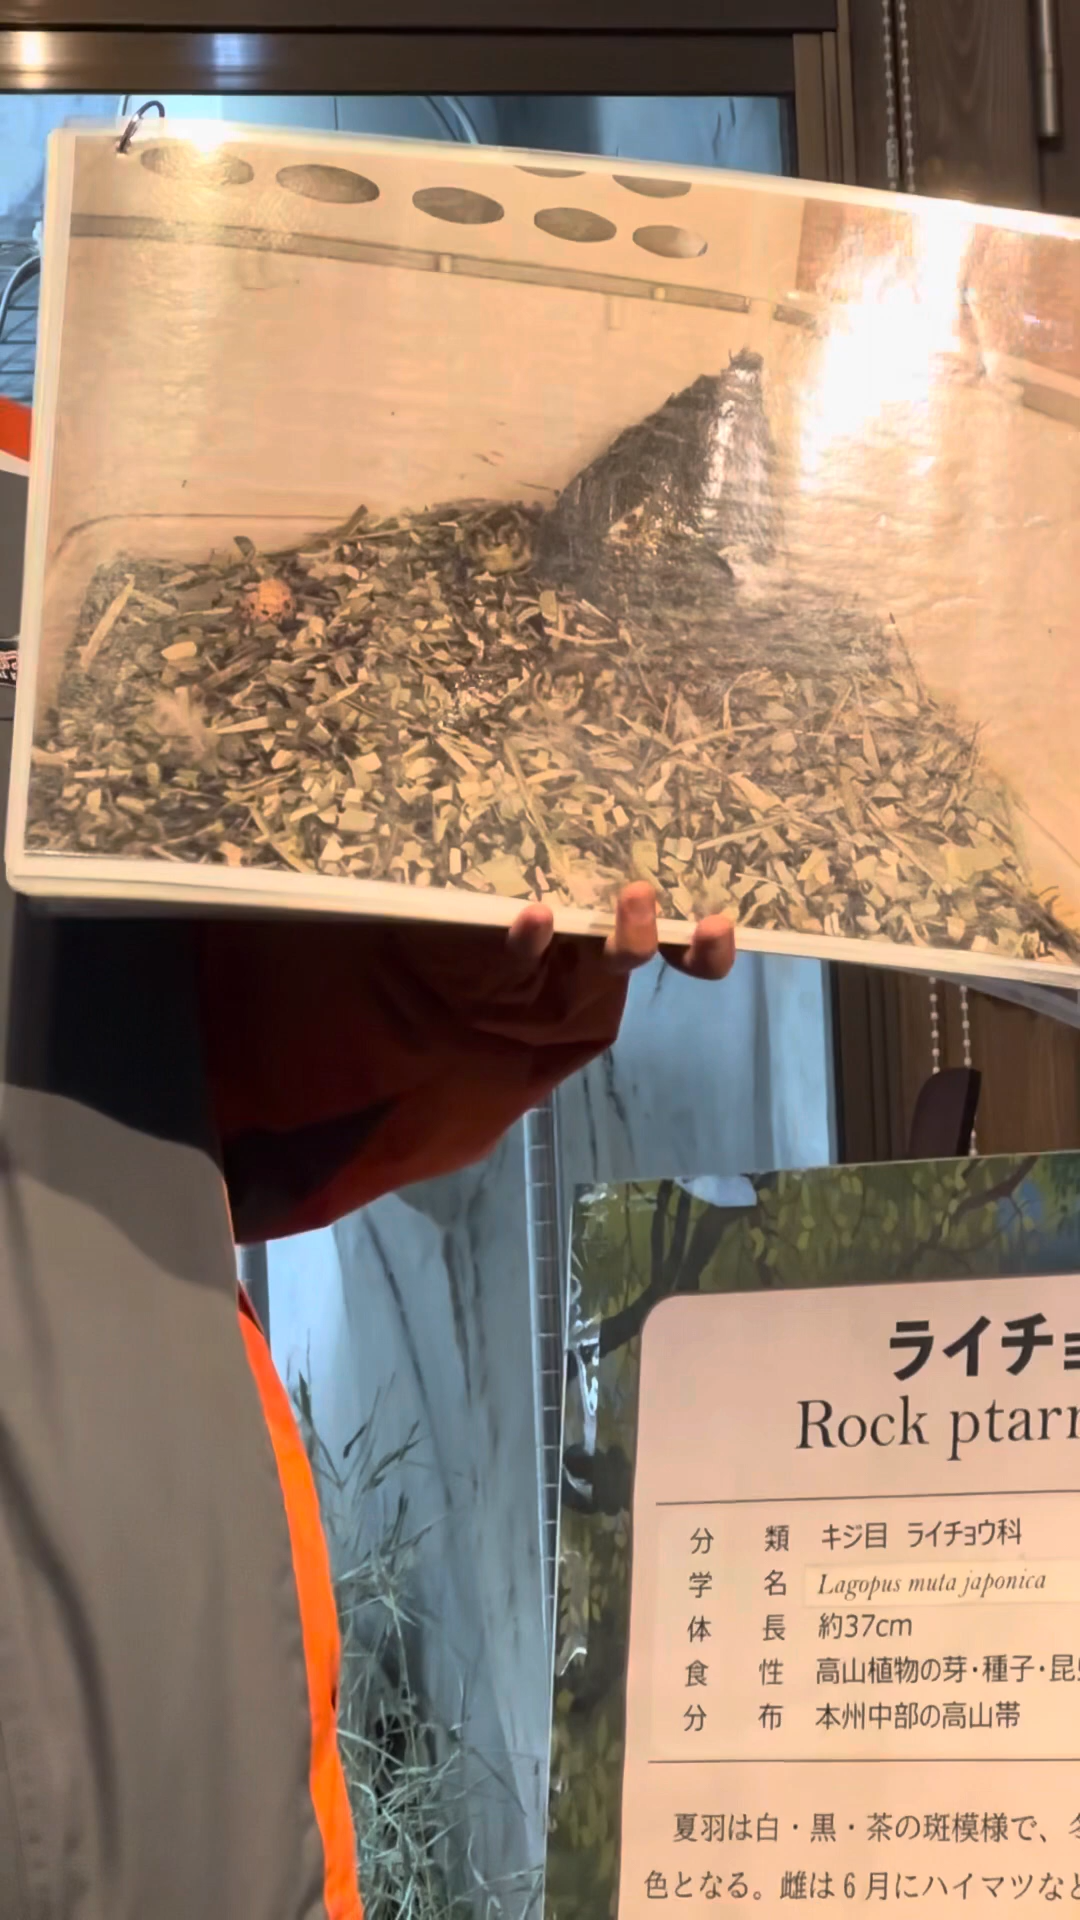 ライチョ
Rock ptarm
分 類 キジ目 ライチョウ科
学 名 Lagopus muta japonica
体 長 約37cm
食 性 高山植物の芽・種子・昆虫
分 布 本州中部の高山帯
夏羽は白・黒・茶の斑模様で、冬
色となる。雌は6月にハイマツなど